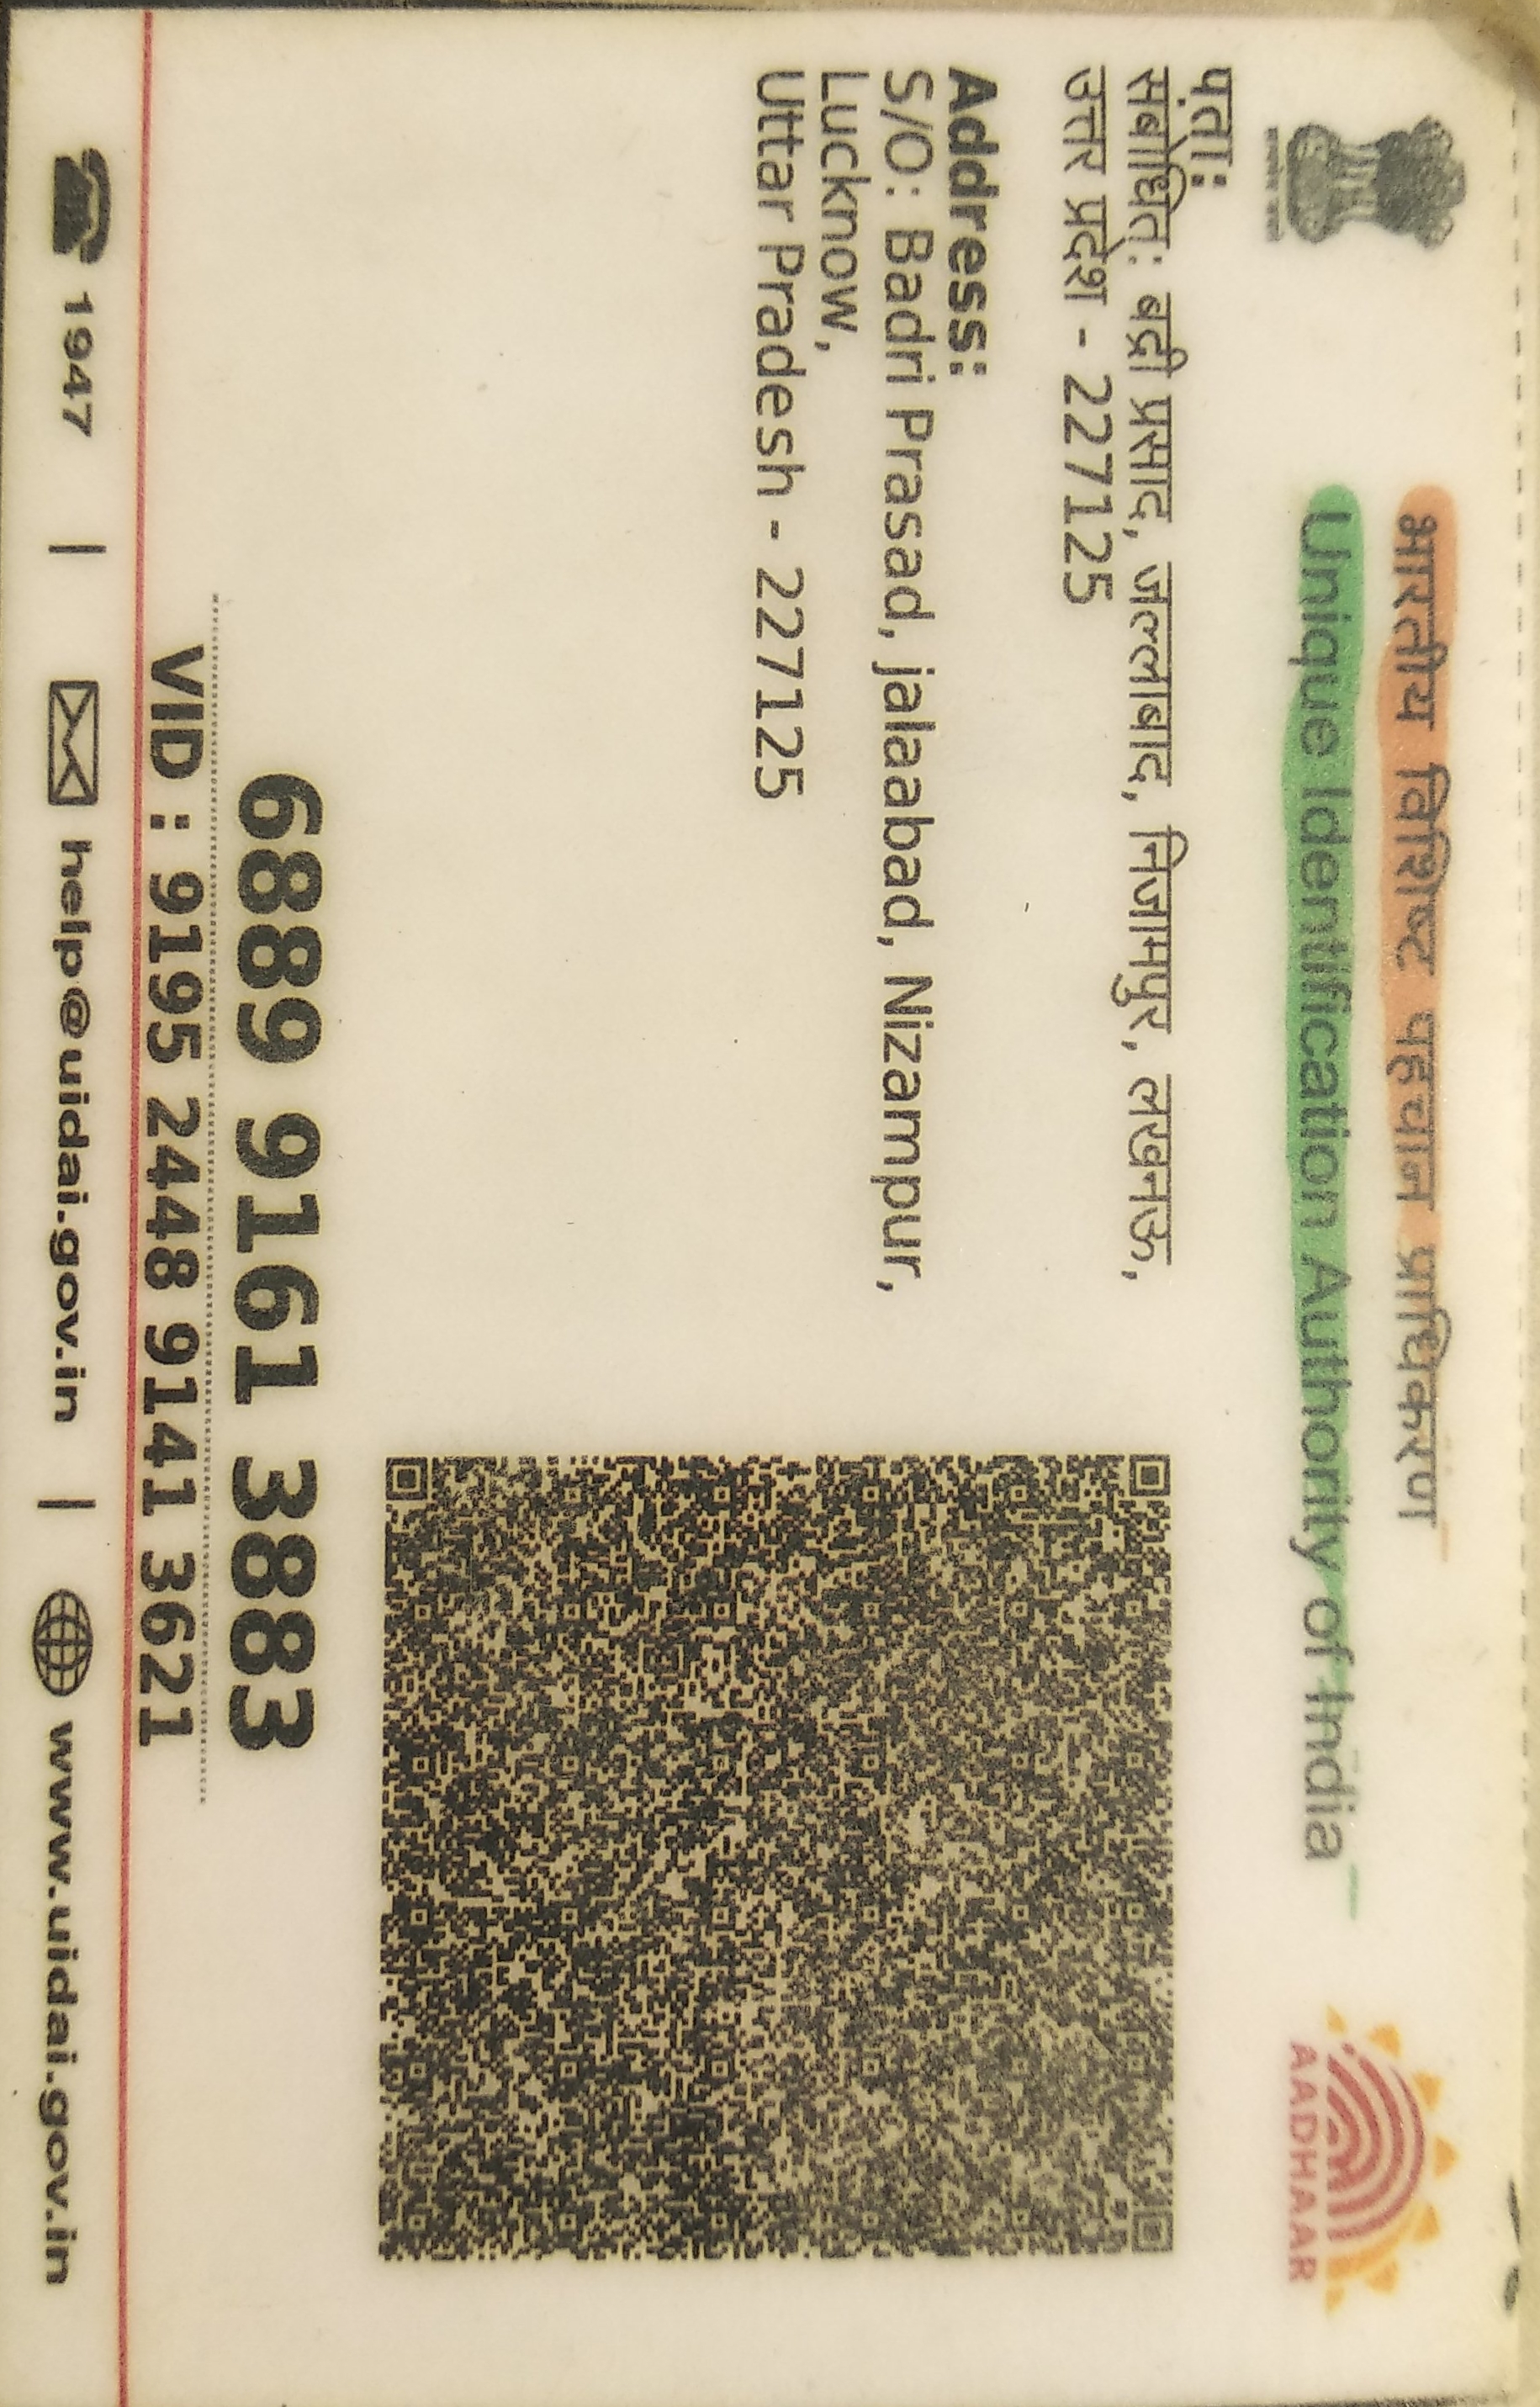 भारतीय विशिष्ट पहचान प्राधिकरण
Unique Identification Authority of India
AADHAAR
पता:
संबोधित: बद्री प्रसाद, जल्लाबाद, निजामपुर, लखनऊ,
उत्तर प्रदेश - 227125
Address:
S/O: Badri Prasad, jalaabad, Nizampur,
Lucknow,
Uttar Pradesh - 227125
6889 9161 3883
VID : 9195 2448 9141 3621
1947 | help@uidai.gov.in | www.uidai.gov.in